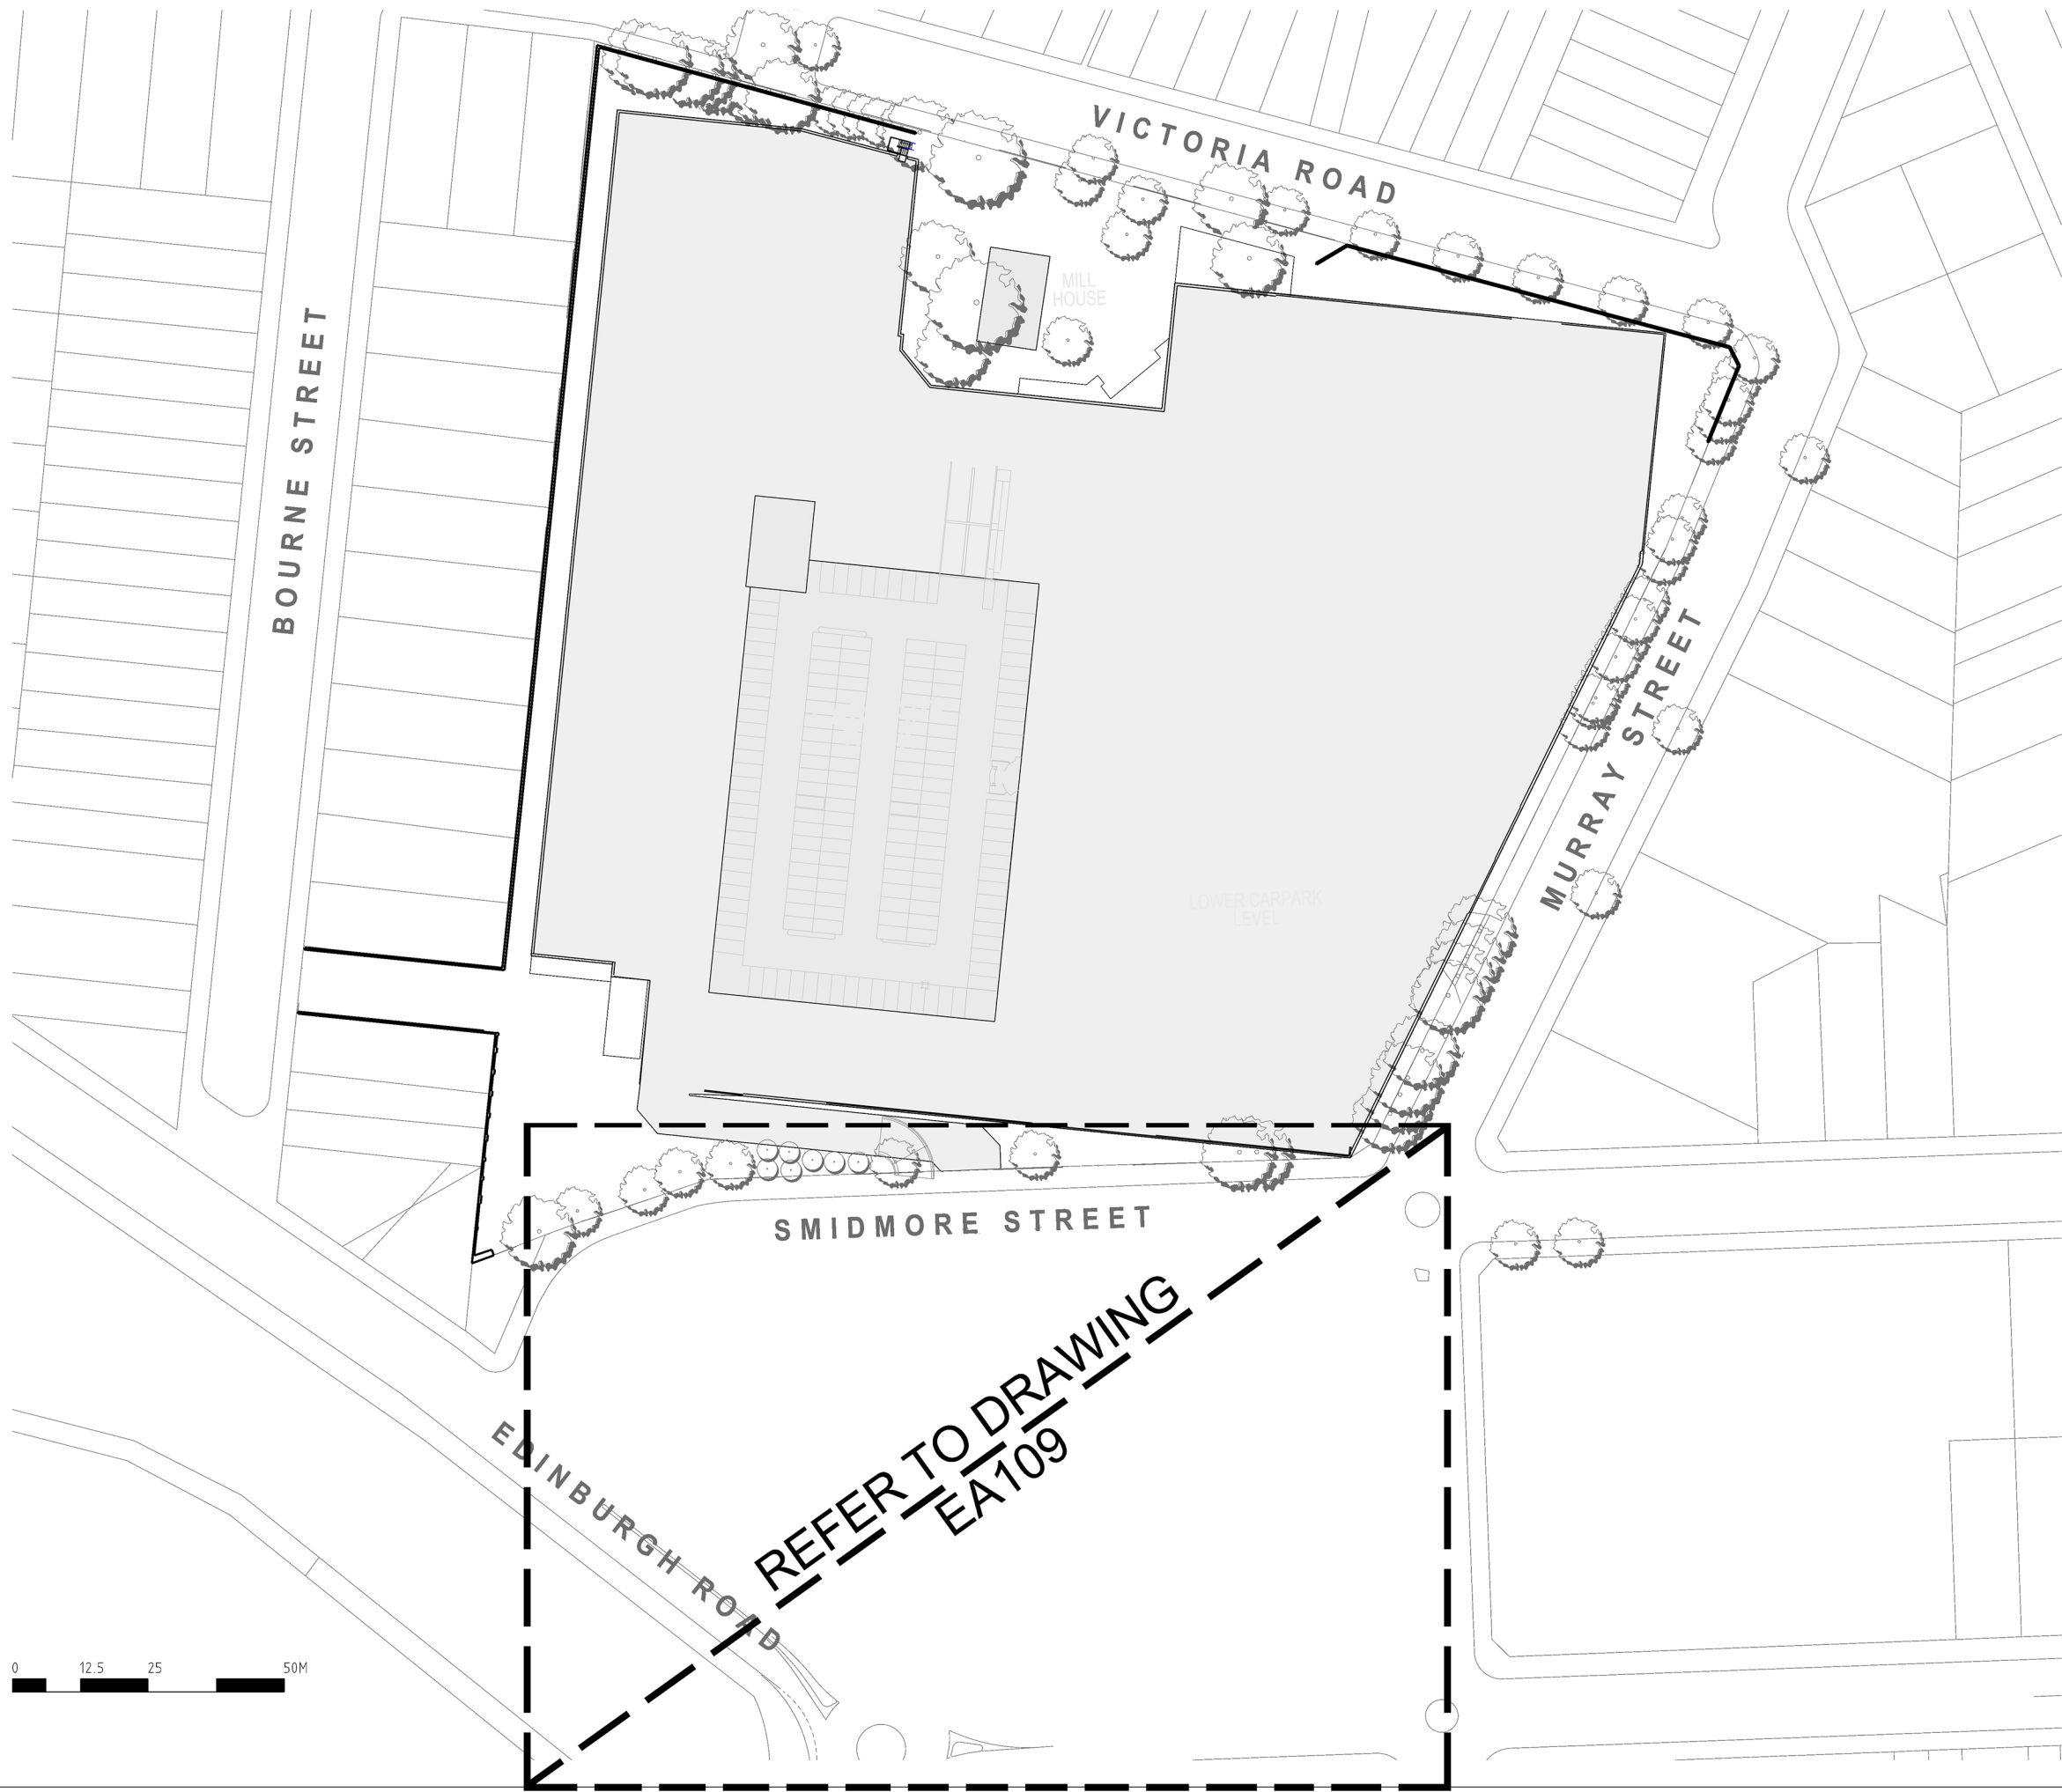 VICTORIA ROAD
MILL
HOUSE
BOURNE STREET
MURRAY STREET
LOWER CARPARK
LEVEL
SMIDMORE STREET
REFER TO DRAWING
EA109
EDINBURGH ROAD
0 12.5 25 50M